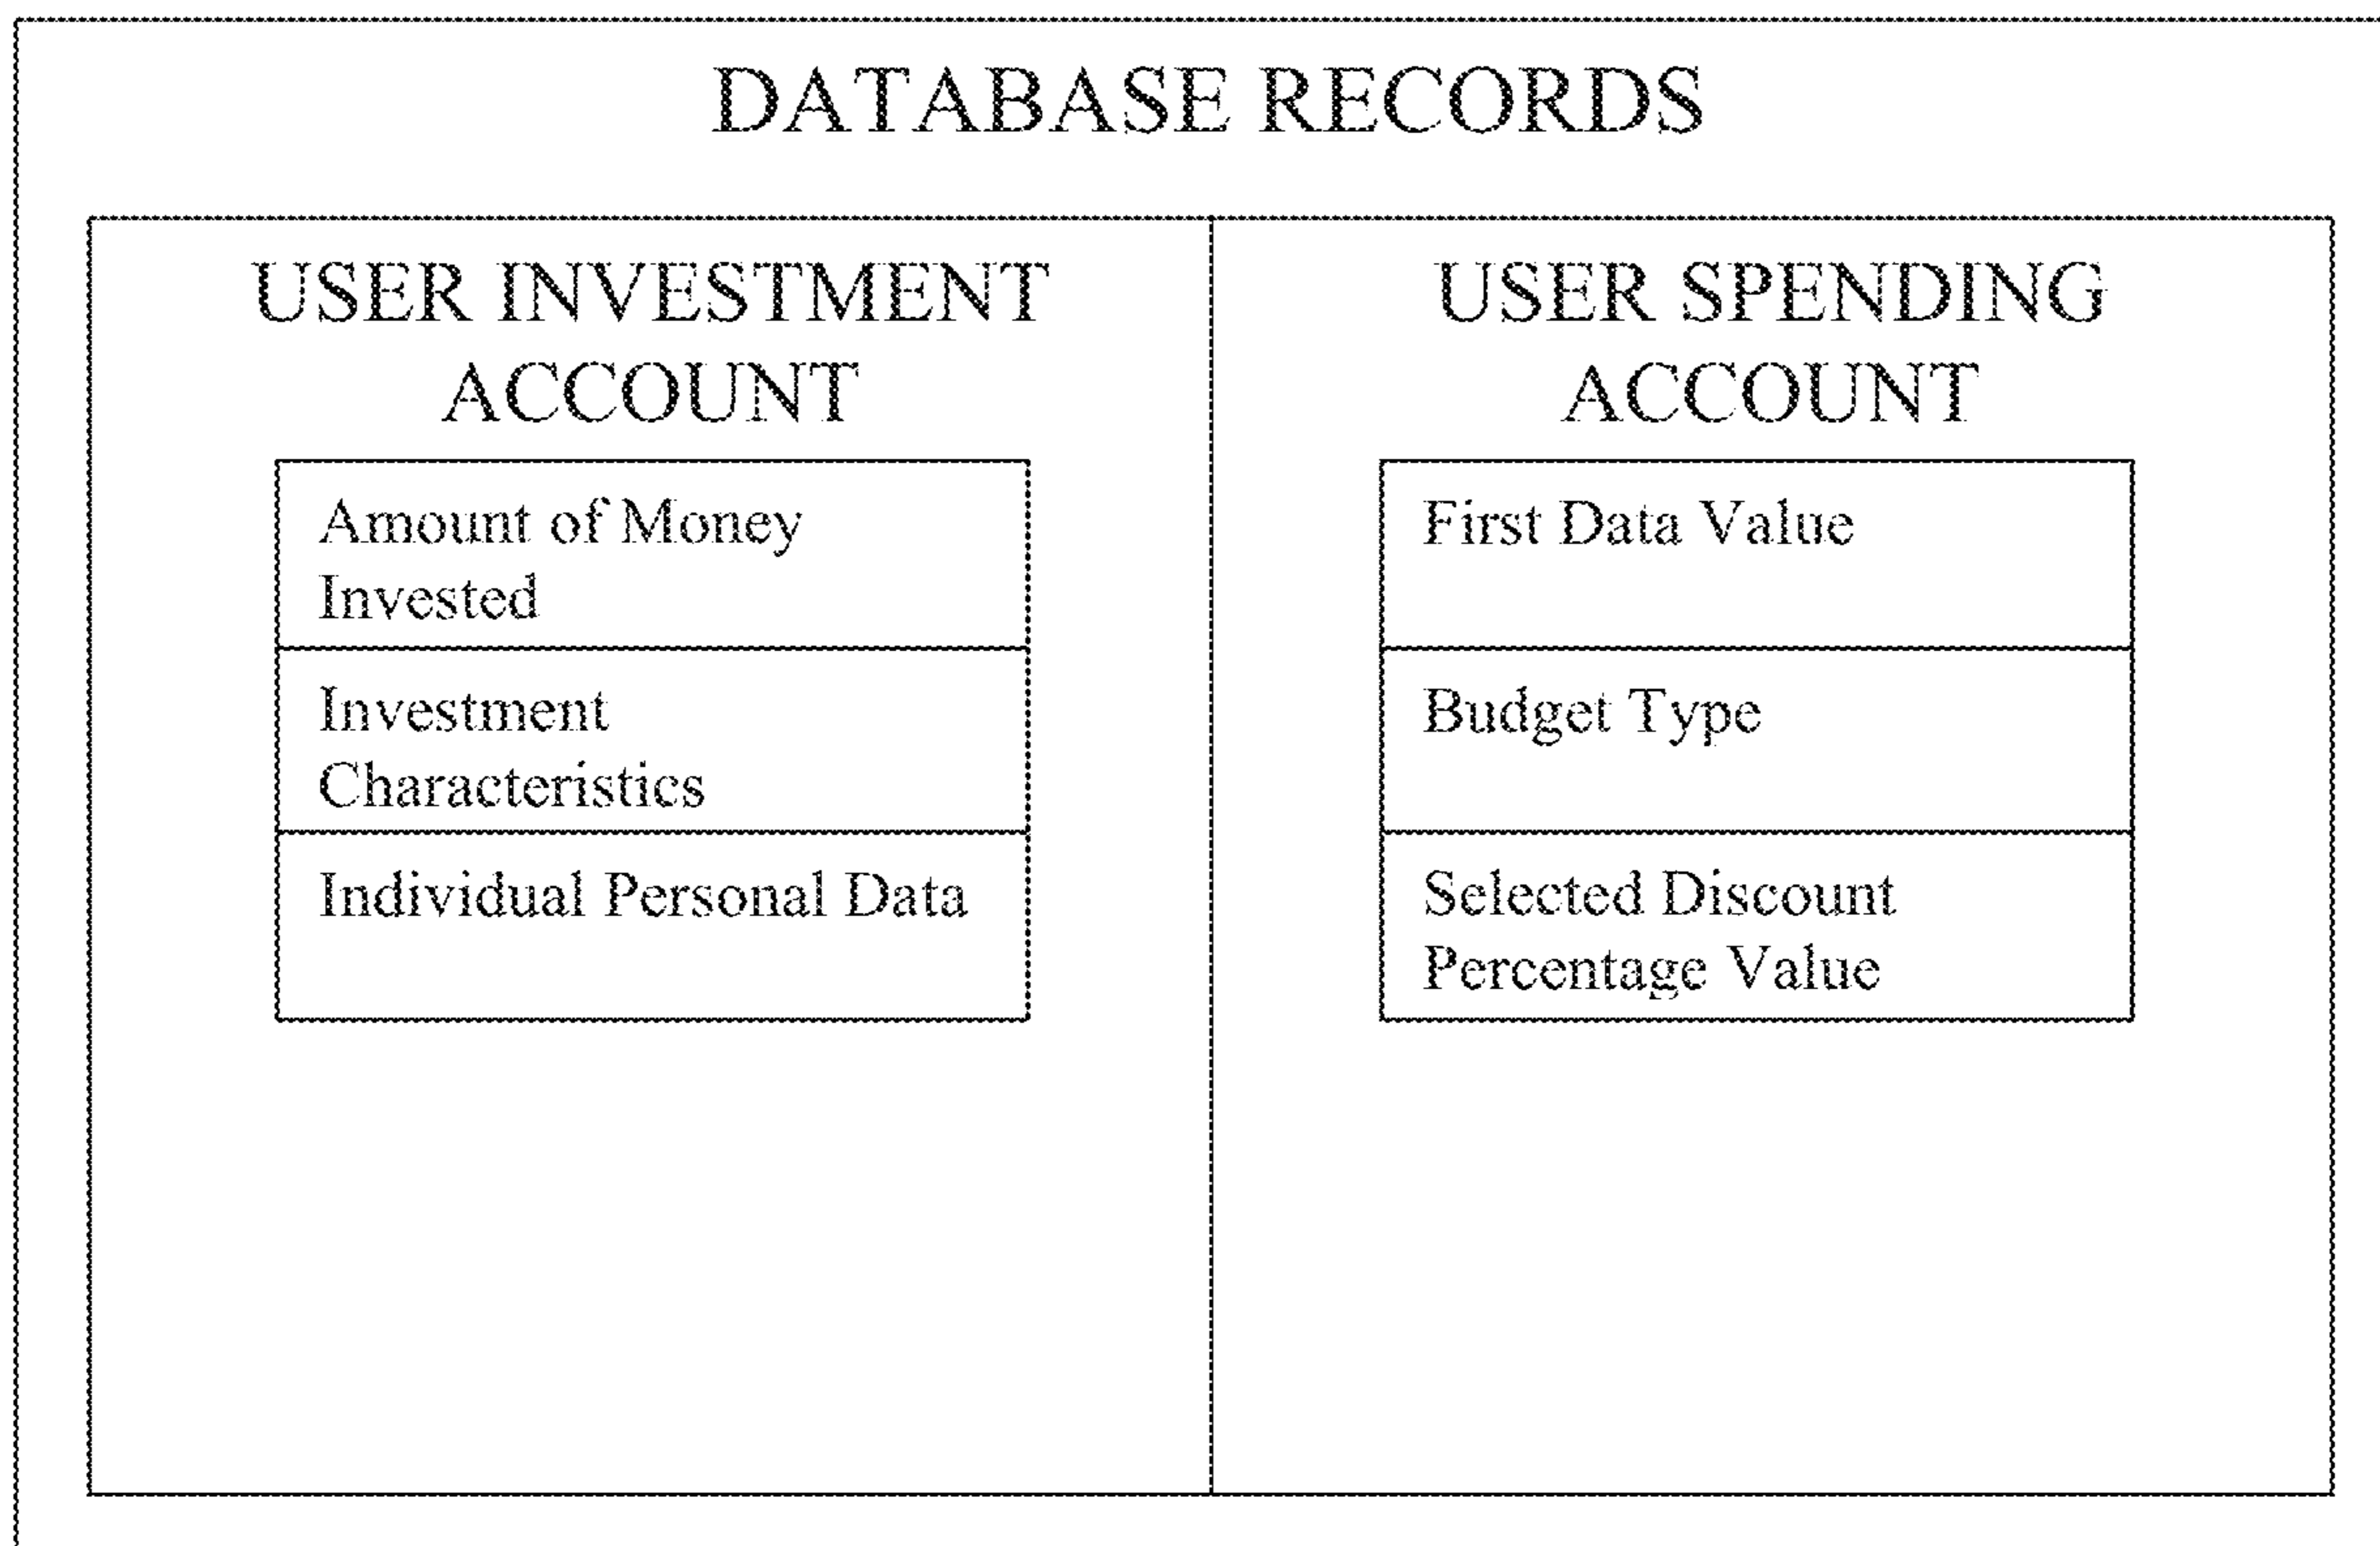 DATABASE RECORDS
USER INVESTMENT
ACCOUNT
Amount of Money
Invested
Investment
Characteristics
Individual Personal Data
USER SPENDING
ACCOUNT
First Data Value
Budget Type
Selected Discount
Percentage Value